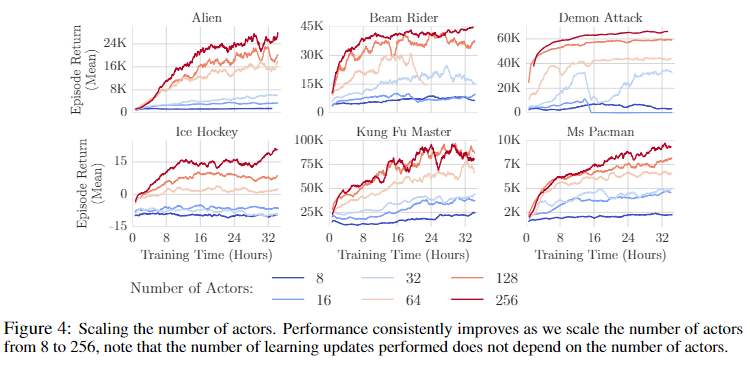 Alien
Beam Rider
Demon Attack
Episode Return
(Mean)
24K
16K
8K
0
45K
30K
15K
0
60K
40K
20K
0
Ice Hockey
Kung Fu Master
Ms Pacman
Episode Return
(Mean)
15
0
-15
100K
75K
50K
25K
10K
7K
5K
2K
0 8 16 24 32
0 8 16 24 32
0 8 16 24 32
Training Time (Hours)
Training Time (Hours)
Training Time (Hours)
Number of Actors:
8 32 128
16 64 256
Figure 4: Scaling the number of actors. Performance consistently improves as we scale the number of actors
from 8 to 256, note that the number of learning updates performed does not depend on the number of actors.